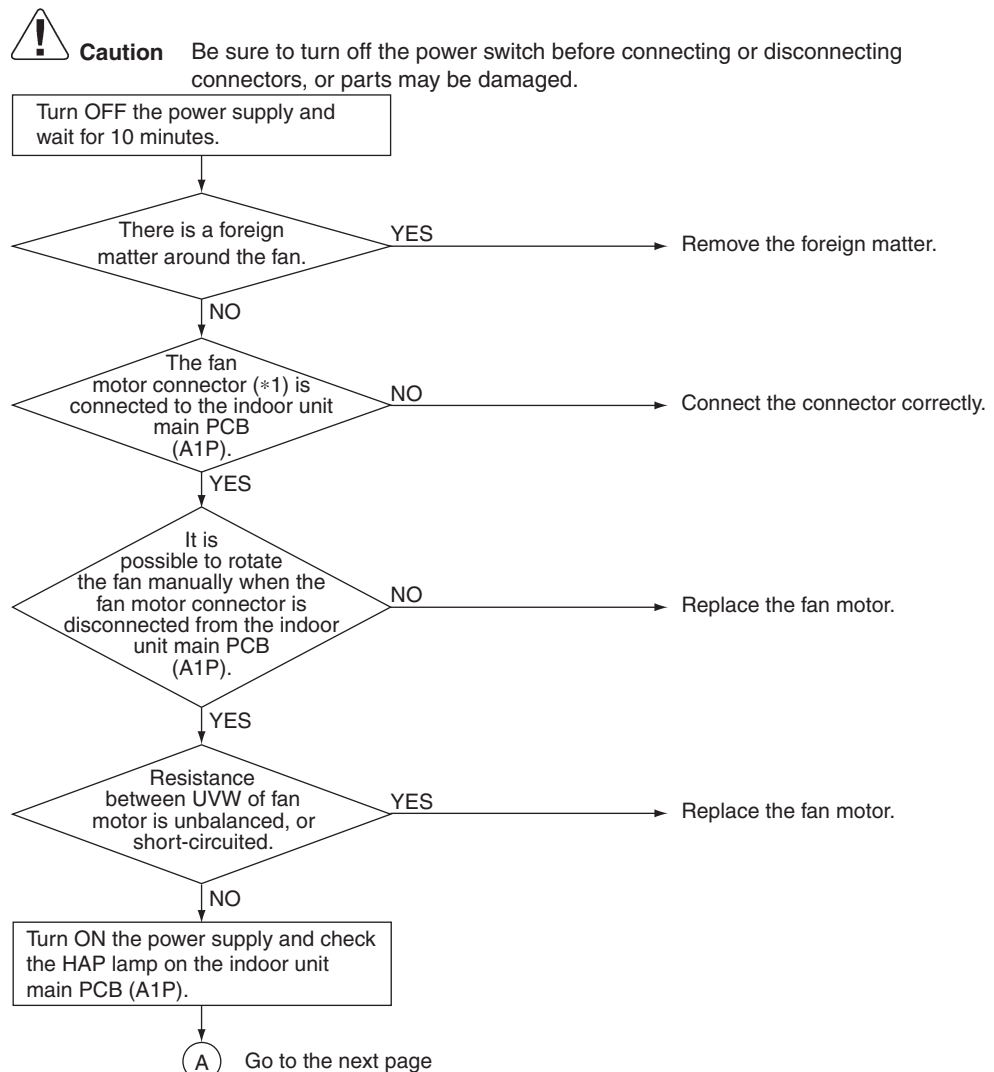 Caution Be sure to turn off the power switch before connecting or disconnecting
connectors, or parts may be damaged.
Turn OFF the power supply and
wait for 10 minutes.
There is a foreign
matter around the fan.
YES
Remove the foreign matter.
NO
The fan
motor connector (*1) is
connected to the indoor unit
main PCB
(A1P).
NO
Connect the connector correctly.
YES
It is
possible to rotate
the fan manually when the
fan motor connector is
disconnected from the indoor
unit main PCB
(A1P).
NO
Replace the fan motor.
YES
Resistance
between UVW of fan
motor is unbalanced, or
short-circuited.
YES
Replace the fan motor.
NO
Turn ON the power supply and check
the HAP lamp on the indoor unit
main PCB (A1P).
A Go to the next page